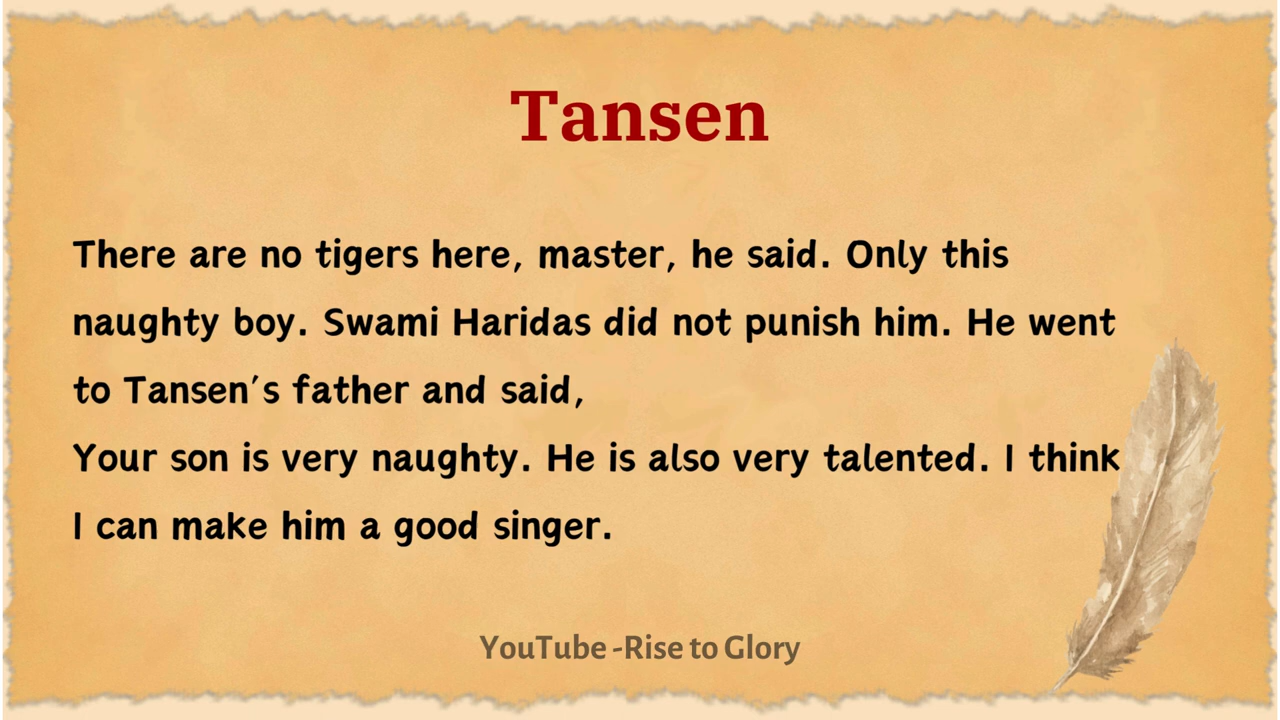 Tansen
There are no tigers here, master, he said. Only this
naughty boy. Swami Haridas did not punish him. He went
to Tansen's father and said,
Your son is very naughty. He is also very talented. I think
I can make him a good singer.
YouTube -Rise to Glory